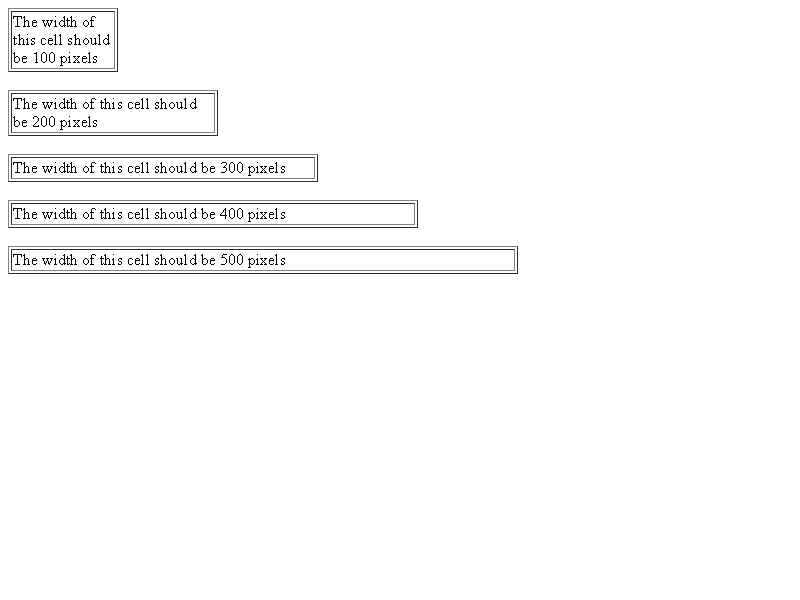 The width of
this cell should
be 100 pixels
The width of this cell should
be 200 pixels
The width of this cell should be 300 pixels
The width of this cell should be 400 pixels
The width of this cell should be 500 pixels